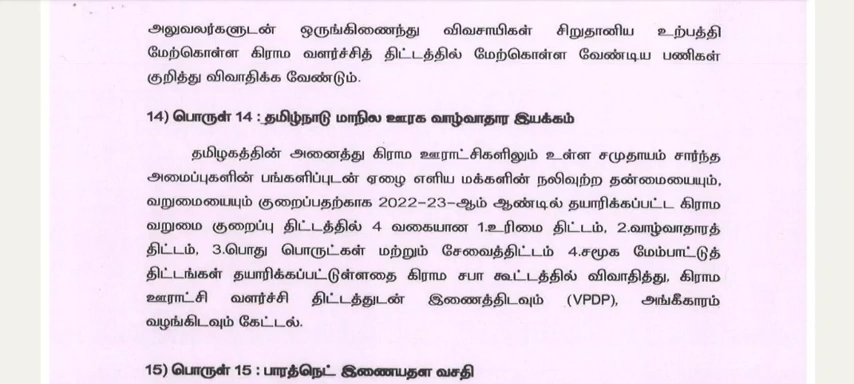 அலுவலர்களுடன் ஒருங்கிணைந்து விவசாயிகள் சிறுதானிய உற்பத்தி
மேற்கொள்ள கிராம வளர்ச்சித் திட்டத்தில் மேற்கொள்ள வேண்டிய பணிகள்
குறித்து விவாதிக்க வேண்டும்.
14) பொருள் 14 : தமிழ்நாடு மாநில ஊரக வாழ்வாதார இயக்கம்
தமிழகத்தின் அனைத்து கிராம ஊராட்சிகளிலும் உள்ள சமுதாயம் சார்ந்த
அமைப்புகளின் பங்களிப்புடன் ஏழை எளிய மக்களின் நலிவுற்ற தன்மையையும்,
வறுமையையும் குறைப்பதற்காக 2022-23-ஆம் ஆண்டில் தயாரிக்கப்பட்ட கிராம
வறுமை குறைப்பு திட்டத்தில் 4 வகையான 1.உரிமை திட்டம், 2.வாழ்வாதாரத்
திட்டம், 3.பொது பொருட்கள் மற்றும் சேவைத்திட்டம் 4.சமூக மேம்பாட்டுத்
திட்டங்கள் தயாரிக்கப்பட்டுள்ளதை கிராம சபா கூட்டத்தில் விவாதித்து, கிராம
ஊராட்சி வளர்ச்சி திட்டத்துடன் இணைத்திடவும் (VPDP), அங்கீகாரம்
வழங்கிடவும் கேட்டல்.
15) பொருள் 15 : பாரத்நெட் இணையதள வசதி